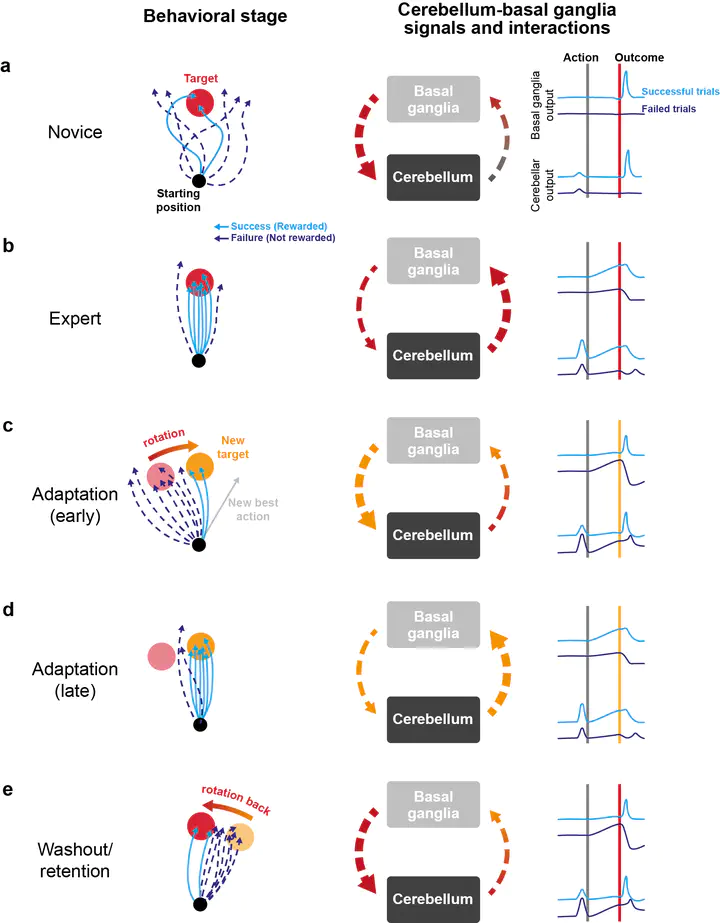 Behavioral stage
Cerebellum-basal ganglia
signals and interactions
a
Novice
Target
Starting
position
Basal
ganglia
Cerebellum
Action
Outcome
Basal ganglia
output
Successful trials
Failed trials
Cerebellar
output
Success (Rewarded)
Failure (Not rewarded)
b
Expert
Basal
ganglia
Cerebellum
c
Adaptation
(early)
rotation
New
target
New best
action
Basal
ganglia
Cerebellum
d
Adaptation
(late)
Basal
ganglia
Cerebellum
e
Washout/
retention
rotation back
Basal
ganglia
Cerebellum